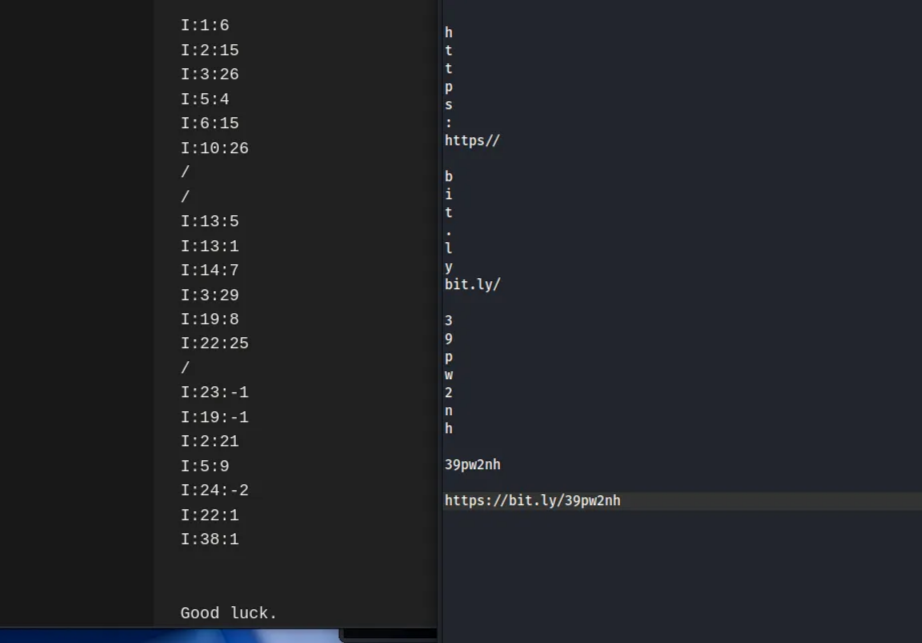 I:1:6
I:2:15
I:3:26
I:5:4
I:6:15
I:10:26
/
/
I:13:5
I:13:1
I:14:7
I:3:29
I:19:8
I:22:25
/
I:23:-1
I:19:-1
I:2:21
I:5:9
I:24:-2
I:22:1
I:38:1
Good luck.
h
t
t
p
s
:
https//
b
i
t
.
l
y
bit.ly/
3
9
p
w
2
n
h
39pw2nh
https://bit.ly/39pw2nh